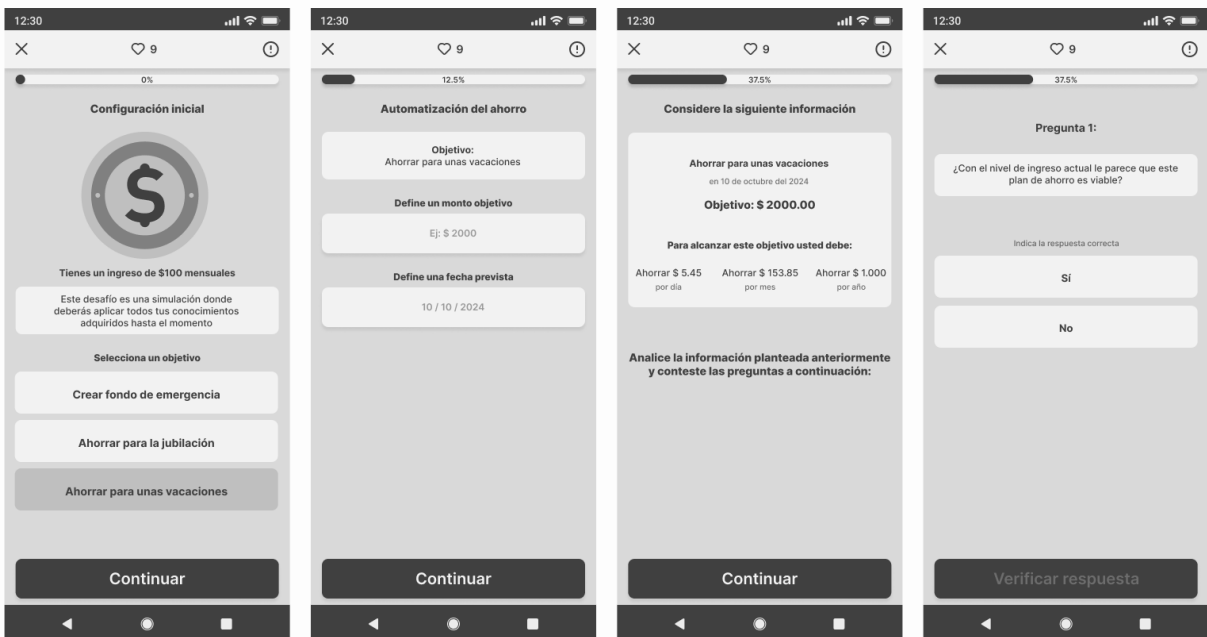 12:30
9
0%
Configuración inicial
$
Tienes un ingreso de $100 mensuales
Este desafío es una simulación donde
deberás aplicar todos tus conocimientos
adquiridos hasta el momento
Selecciona un objetivo
Crear fondo de emergencia
Ahorrar para la jubilación
Ahorrar para unas vacaciones
Continuar
12:30
9
12.5%
Automatización del ahorro
Objetivo:
Ahorrar para unas vacaciones
Define un monto objetivo
Ej: $ 2000
Define una fecha prevista
10 / 10 / 2024
Continuar
12:30
9
37.5%
Considere la siguiente información
Ahorrar para unas vacaciones
en 10 de octubre del 2024
Objetivo: $ 2000.00
Para alcanzar este objetivo usted debe:
Ahorrar $ 5.45 Ahorrar $ 153.85 Ahorrar $ 1.000
por día por mes por año
Analice la información planteada anteriormente
y conteste las preguntas a continuación:
Continuar
12:30
9
37.5%
Pregunta 1:
¿Con el nivel de ingreso actual le parece que este
plan de ahorro es viable?
Indica la respuesta correcta
Sí
No
Verificar respuesta